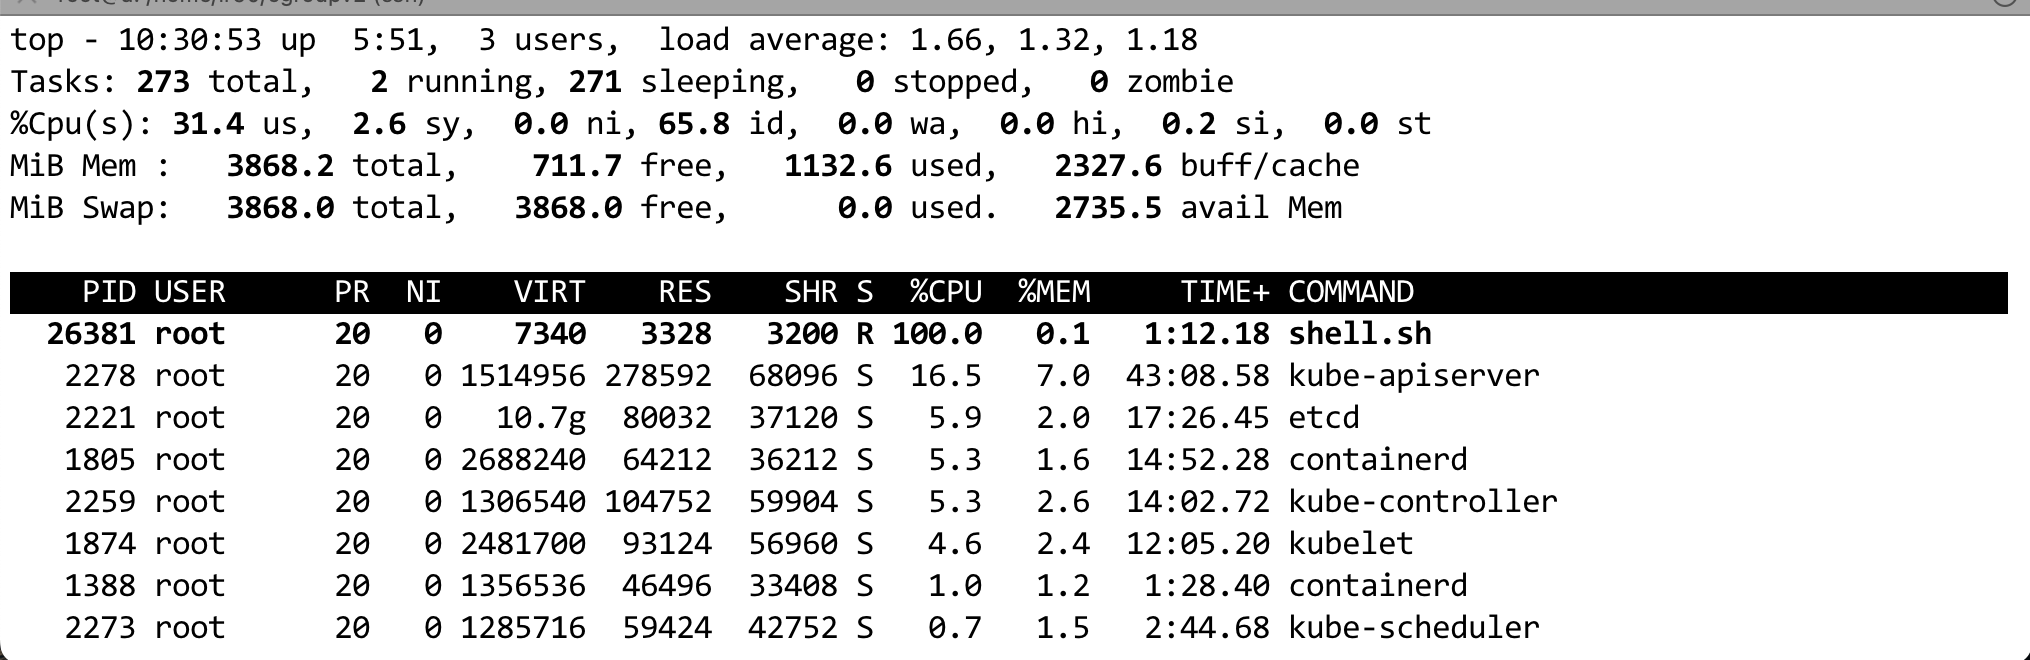 top - 10:30:53 up  5:51,  3 users,  load average: 1.66, 1.32, 1.18
Tasks: 273 total,   2 running, 271 sleeping,   0 stopped,   0 zombie
%Cpu(s): 31.4 us,  2.6 sy,  0.0 ni, 65.8 id,  0.0 wa,  0.0 hi,  0.2 si,  0.0 st
MiB Mem :   3868.2 total,    711.7 free,   1132.6 used,   2327.6 buff/cache
MiB Swap:   3868.0 total,   3868.0 free,      0.0 used.   2735.5 avail Mem
    PID USER      PR  NI    VIRT    RES    SHR S  %CPU  %MEM     TIME+ COMMAND
  26381 root      20   0    7340   3328   3200 R 100.0   0.1   1:12.18 shell.sh
   2278 root      20   0 1514956 278592  68096 S  16.5   7.0  43:08.58 kube-apiserver
   2221 root      20   0   10.7g  80032  37120 S   5.9   2.0  17:26.45 etcd
   1805 root      20   0 2688240  64212  36212 S   5.3   1.6  14:52.28 containerd
   2259 root      20   0 1306540 104752  59904 S   5.3   2.6  14:02.72 kube-controller
   1874 root      20   0 2481700  93124  56960 S   4.6   2.4  12:05.20 kubelet
   1388 root      20   0 1356536  46496  33408 S   1.0   1.2   1:28.40 containerd
   2273 root      20   0 1285716  59424  42752 S   0.7   1.5   2:44.68 kube-scheduler